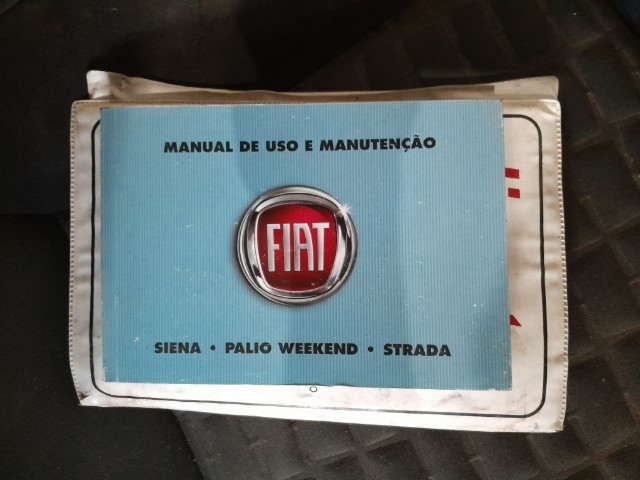 MANUAL DE USO E MANUTENÇÃO
FIAT
SIENA • PALIO WEEKEND • STRADA